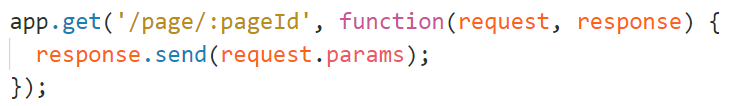 app.get('/page/:pageId', function(request, response) {
  response.send(request.params);
});